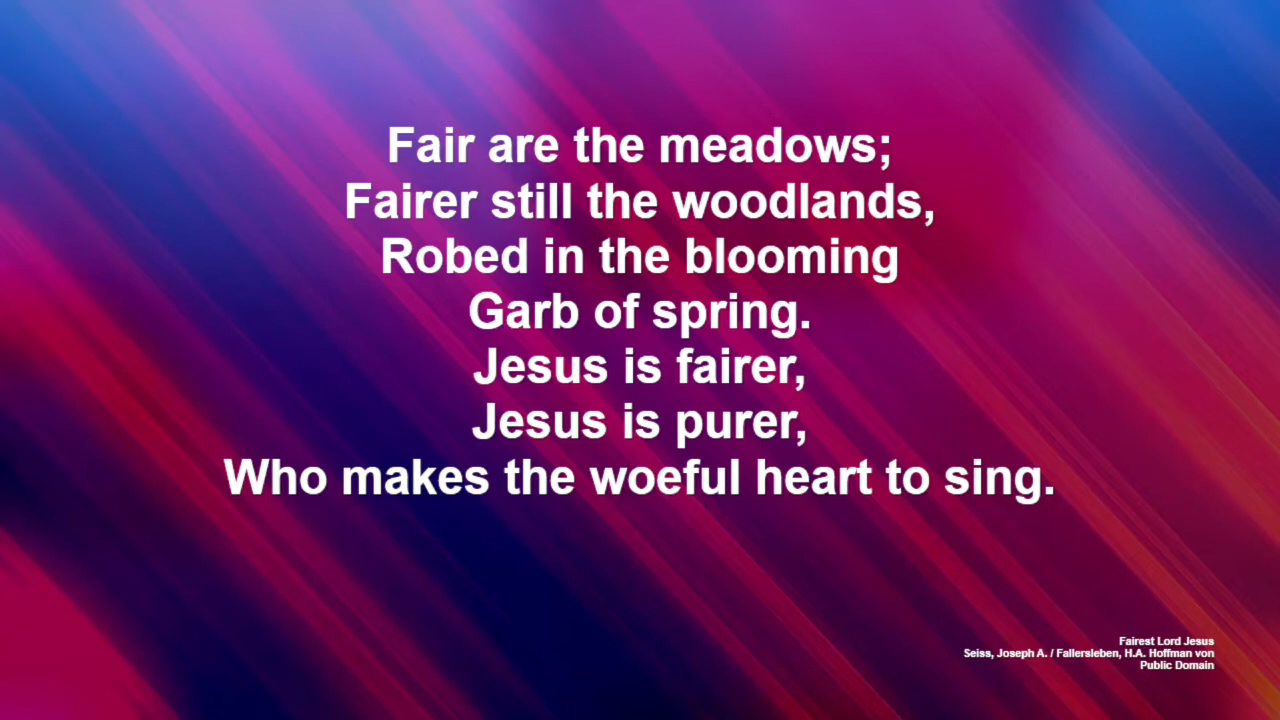 Fair are the meadows;
Fairer still the woodlands,
Robed in the blooming
Garb of spring.
Jesus is fairer,
Jesus is purer,
Who makes the woeful heart to sing.
Fairest Lord Jesus
Seiss, Joseph A. / Fallersleben, H.A. Hoffman von
Public Domain